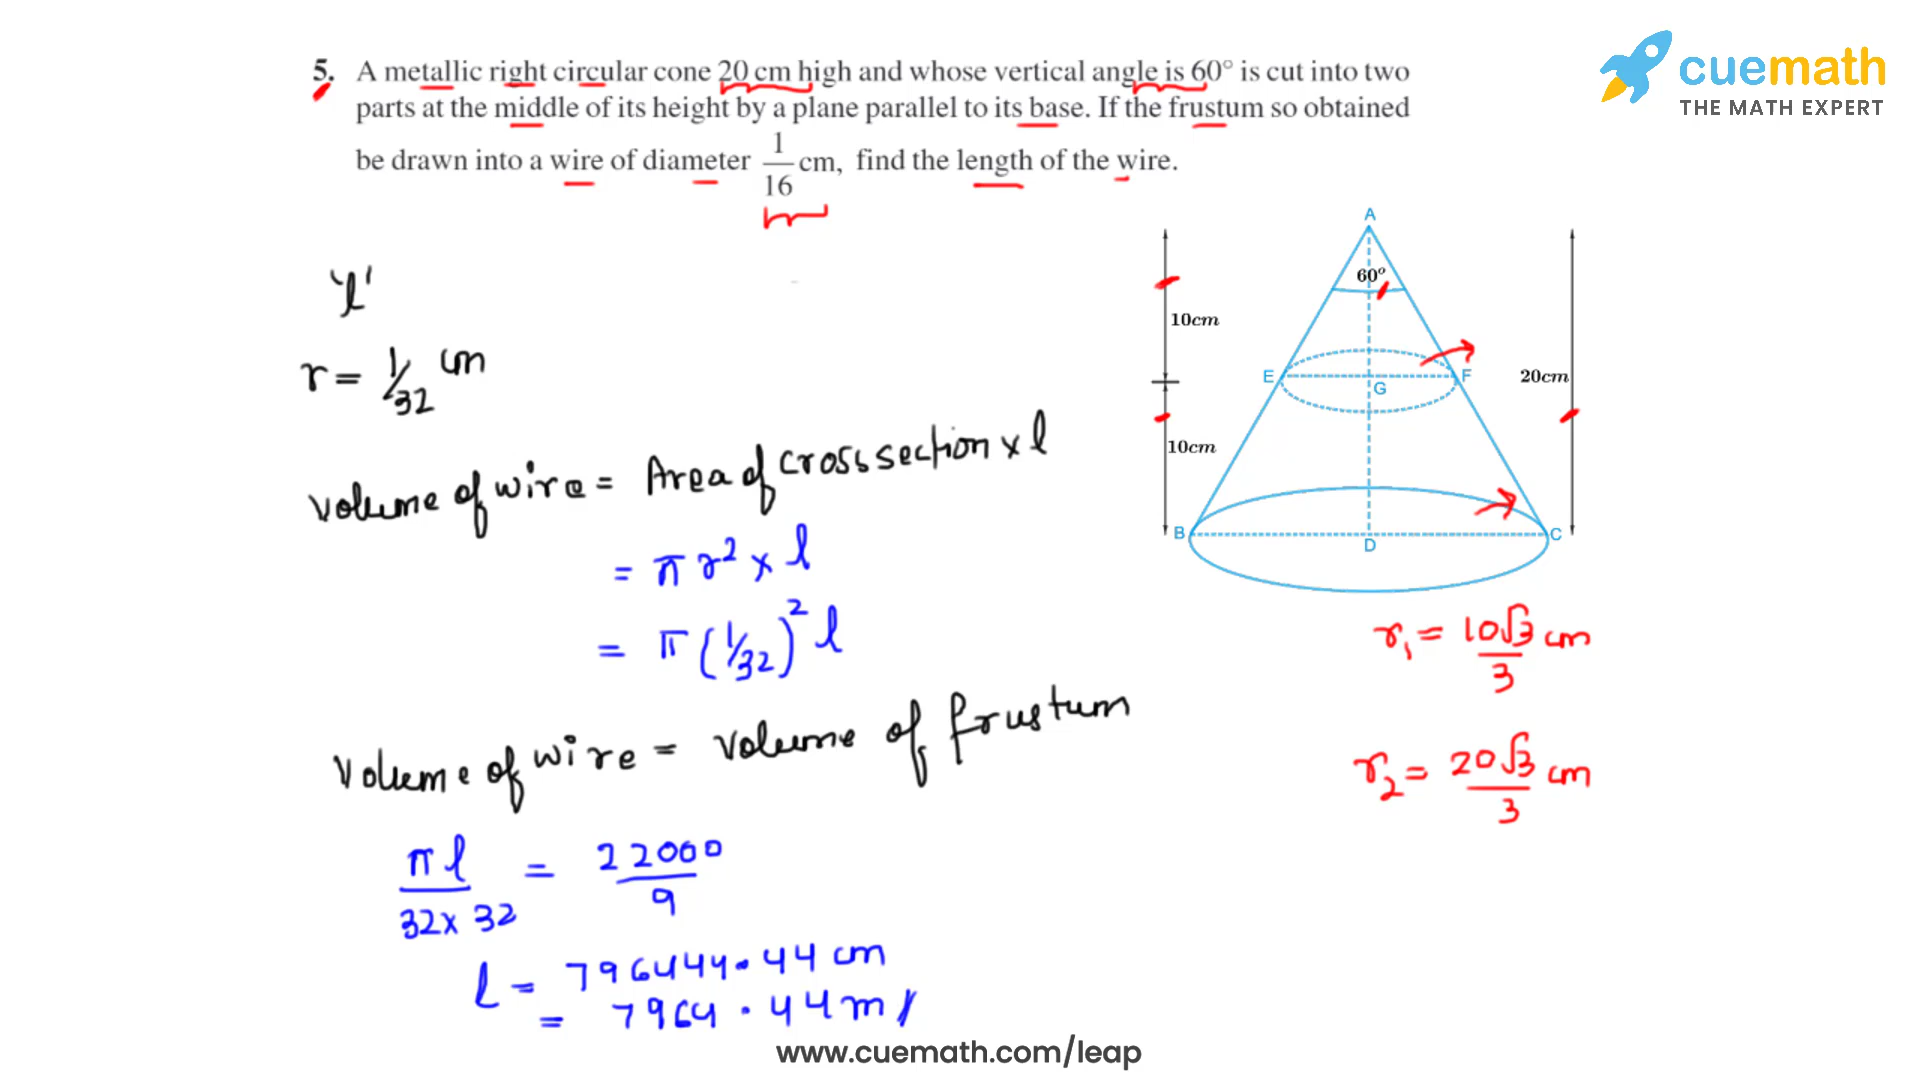 5. A metallic right circular cone 20 cm high and whose vertical angle is 60° is cut into two
parts at the middle of its height by a plane parallel to its base. If the frustum so obtained
be drawn into a wire of diameter 1/16 cm, find the length of the wire.
cuemath
THE MATH EXPERT
'l'
r = 1/32 cm
Volume of wire = Area of cross section × l
= π r² × l
= π (1/32)² l
Volume of wire = Volume of frustum
πl / 32 × 32 = 22000 / 9
l = 796444.44 cm
= 7964.44 m //
A
60°
10cm
E
F
G
20cm
10cm
B
D
C
r₁ = 10√3 / 3 cm
r₂ = 20√3 / 3 cm
www.cuemath.com/leap